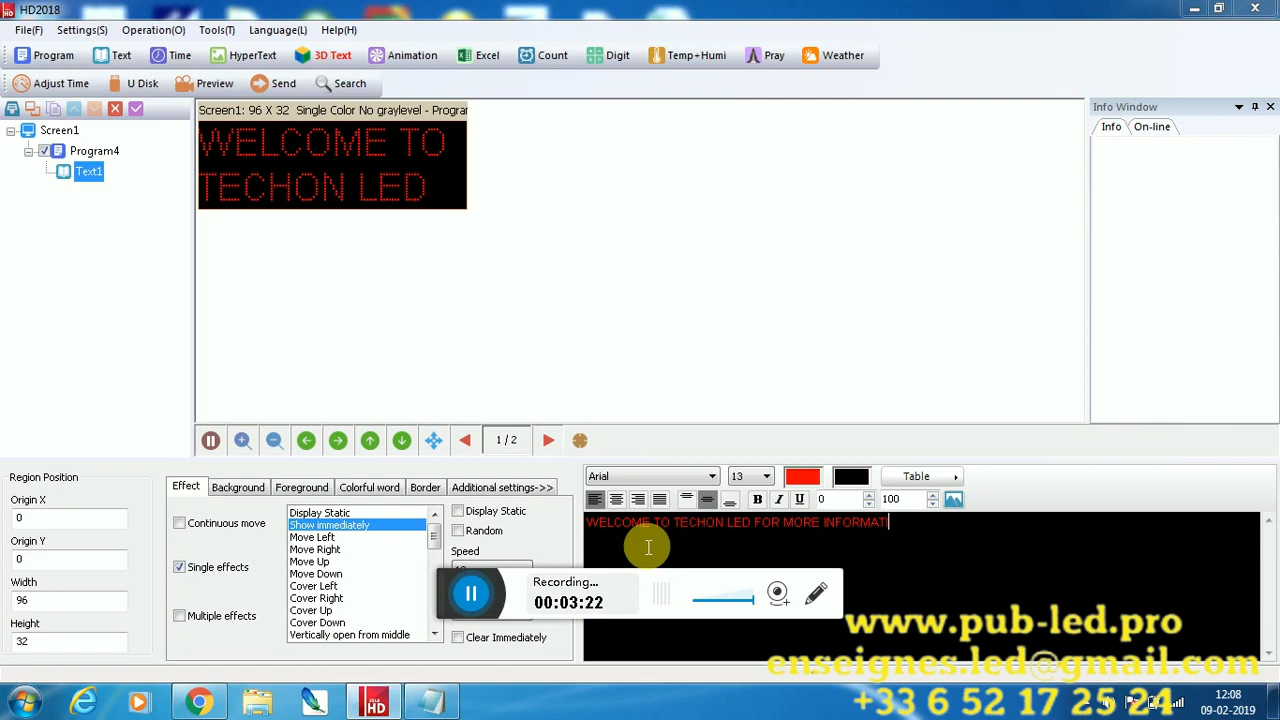 HD2018
File(F) Settings(S) Operation(O) Tools(T) Language(L) Help(H)
Program Text Time HyperText 3D Text Animation Excel Count Digit Temp+Humi Pray Weather
Adjust Time U Disk Preview Send Search
Screen1
Program4
Text1
Screen1: 96 X 32 Single Color No graylevel - Progra
WELCOME TO
TECHON LED
Info Window
Info On-line
1 / 2
Region Position
Origin X
0
Origin Y
0
Width
96
Height
32
Effect Background Foreground Colorful word Border Additional settings>>
Continuous move
Single effects
Multiple effects
Display Static
Show immediately
Move Left
Move Right
Move Up
Move Down
Cover Left
Cover Right
Cover Up
Cover Down
Vertically open from middle
Display Static
Random
Speed
Clear Immediately
Arial 13 Table
B I U 0 100
WELCOME TO TECHON LED FOR MORE INFORMAT
Recording...
00:03:22
www.pub-led.pro
enseignes.led@gmail.com
+33 6 52 17 25 24
12:08
09-02-2019